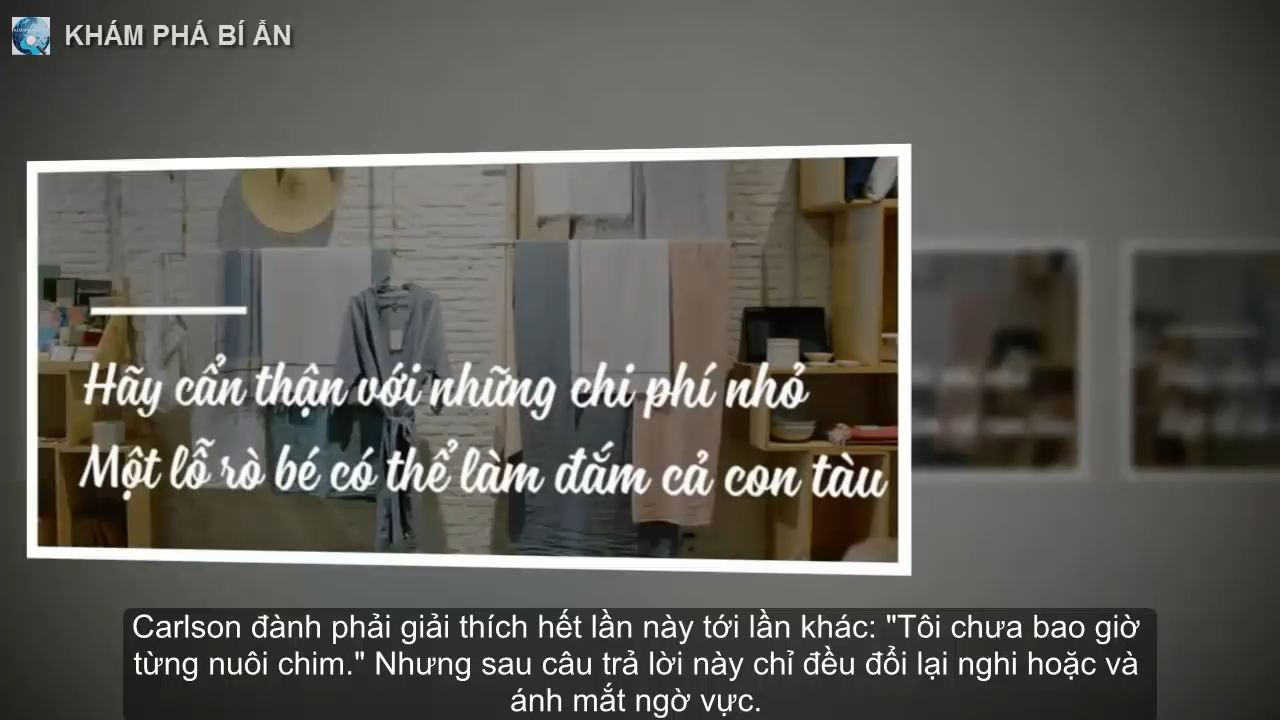 KHÁM PHÁ BÍ ẨN
Hãy cẩn thận với những chi phí nhỏ
Một lỗ rò bé có thể làm đắm cả con tàu
Carlson đành phải giải thích hết lần này tới lần khác: "Tôi chưa bao giờ
từng nuôi chim." Nhưng sau câu trả lời này chỉ đều đổi lại nghi hoặc và
ánh mắt ngờ vực.